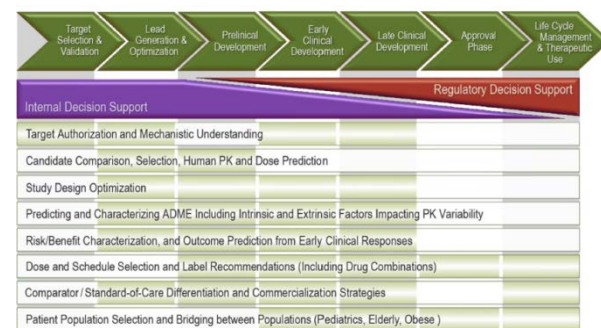 Target
Selection &
Validation
Lead
Generation &
Optimization
Prelinical
Development
Early
Clinical
Development
Late Clinical
Development
Approval
Phase
Life Cycle
Management
& Therapeutic
Use
Regulatory Decision Support
Internal Decision Support
Target Authorization and Mechanistic Understanding
Candidate Comparison, Selection, Human PK and Dose Prediction
Study Design Optimization
Predicting and Characterizing ADME Including Intrinsic and Extrinsic Factors Impacting PK Variability
Risk/Benefit Characterization, and Outcome Prediction from Early Clinical Responses
Dose and Schedule Selection and Label Recommendations (Including Drug Combinations)
Comparator / Standard-of-Care Differentiation and Commercialization Strategies
Patient Population Selection and Bridging between Populations (Pediatrics, Elderly, Obese )